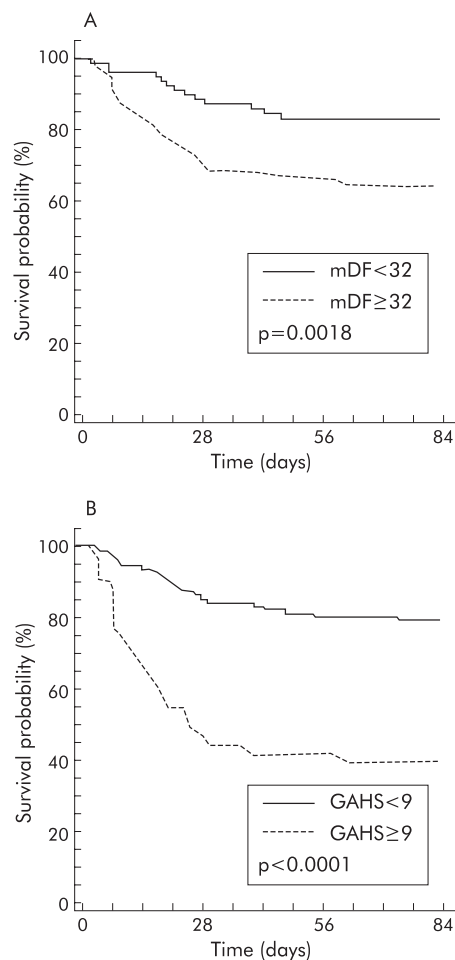 A
Survival probability (%)
100
80
60
40
20
0
mDF<32
mDF≥32
p=0.0018
0 28 56 84
Time (days)
B
Survival probability (%)
100
80
60
40
20
0
GAHS<9
GAHS≥9
p<0.0001
0 28 56 84
Time (days)